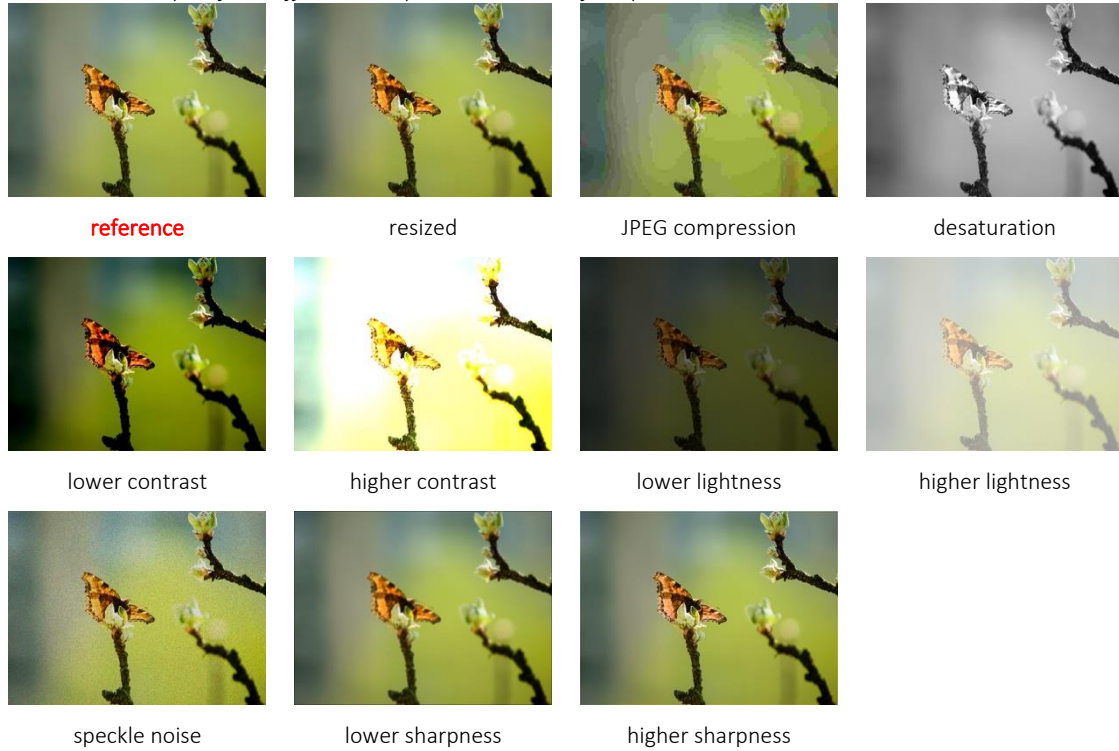 reference
resized
JPEG compression
desaturation
lower contrast
higher contrast
lower lightness
higher lightness
speckle noise
lower sharpness
higher sharpness